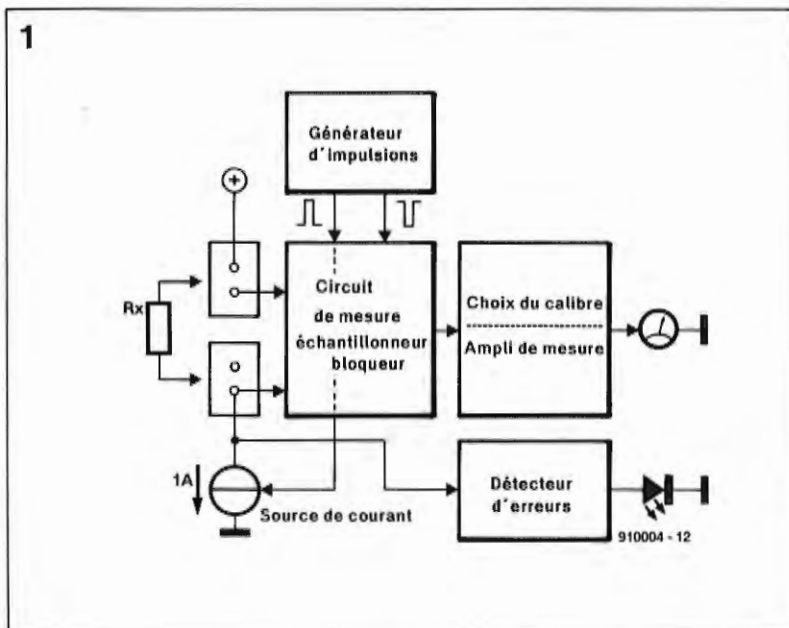 1
Générateur
d'impulsions
+
Rx
Circuit
de mesure
échantillonneur
bloqueur
Choix du calibre
Ampli de mesure
1A
Source de courant
Détecteur
d'erreurs
910004 - 12